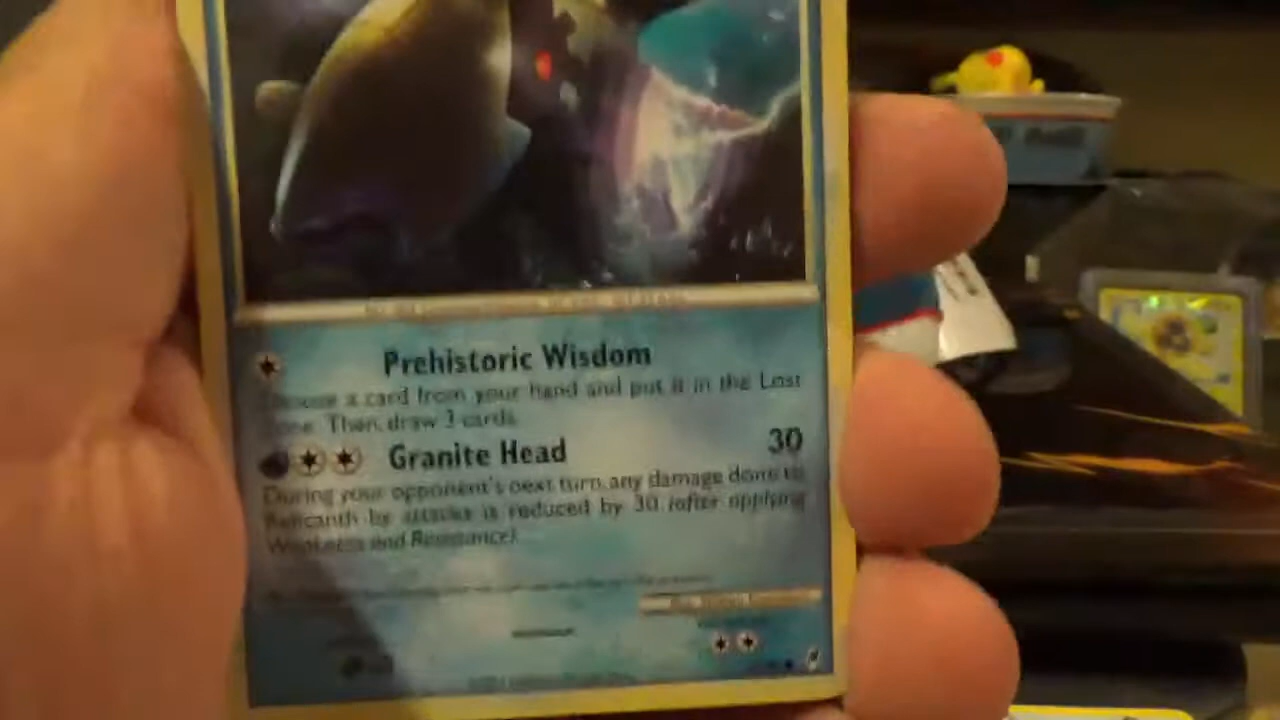 Prehistoric Wisdom
Choose a card from your hand and put it in the Lost
Zone. Then, draw 3 cards.
Granite Head 30
During your opponent's next turn, any damage done to
Relicanth by attacks is reduced by 30 (after applying
Weakness and Resistance).